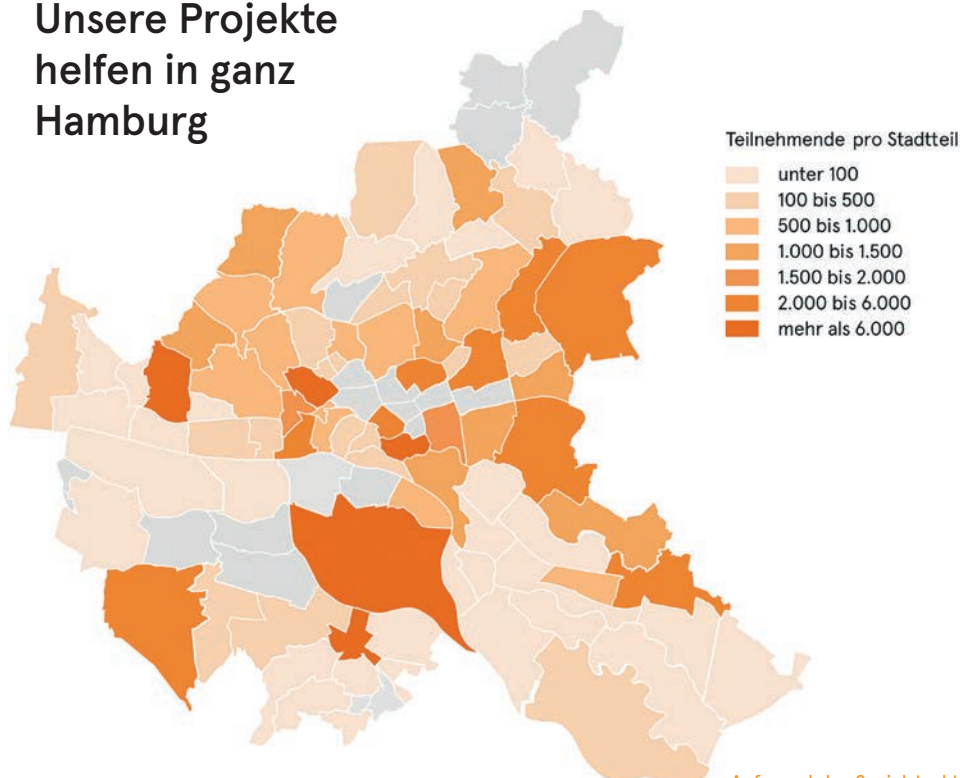 Unsere Projekte
helfen in ganz
Hamburg
Teilnehmende pro Stadtteil
unter 100
100 bis 500
500 bis 1.000
1.000 bis 1.500
1.500 bis 2.000
2.000 bis 6.000
mehr als 6.000